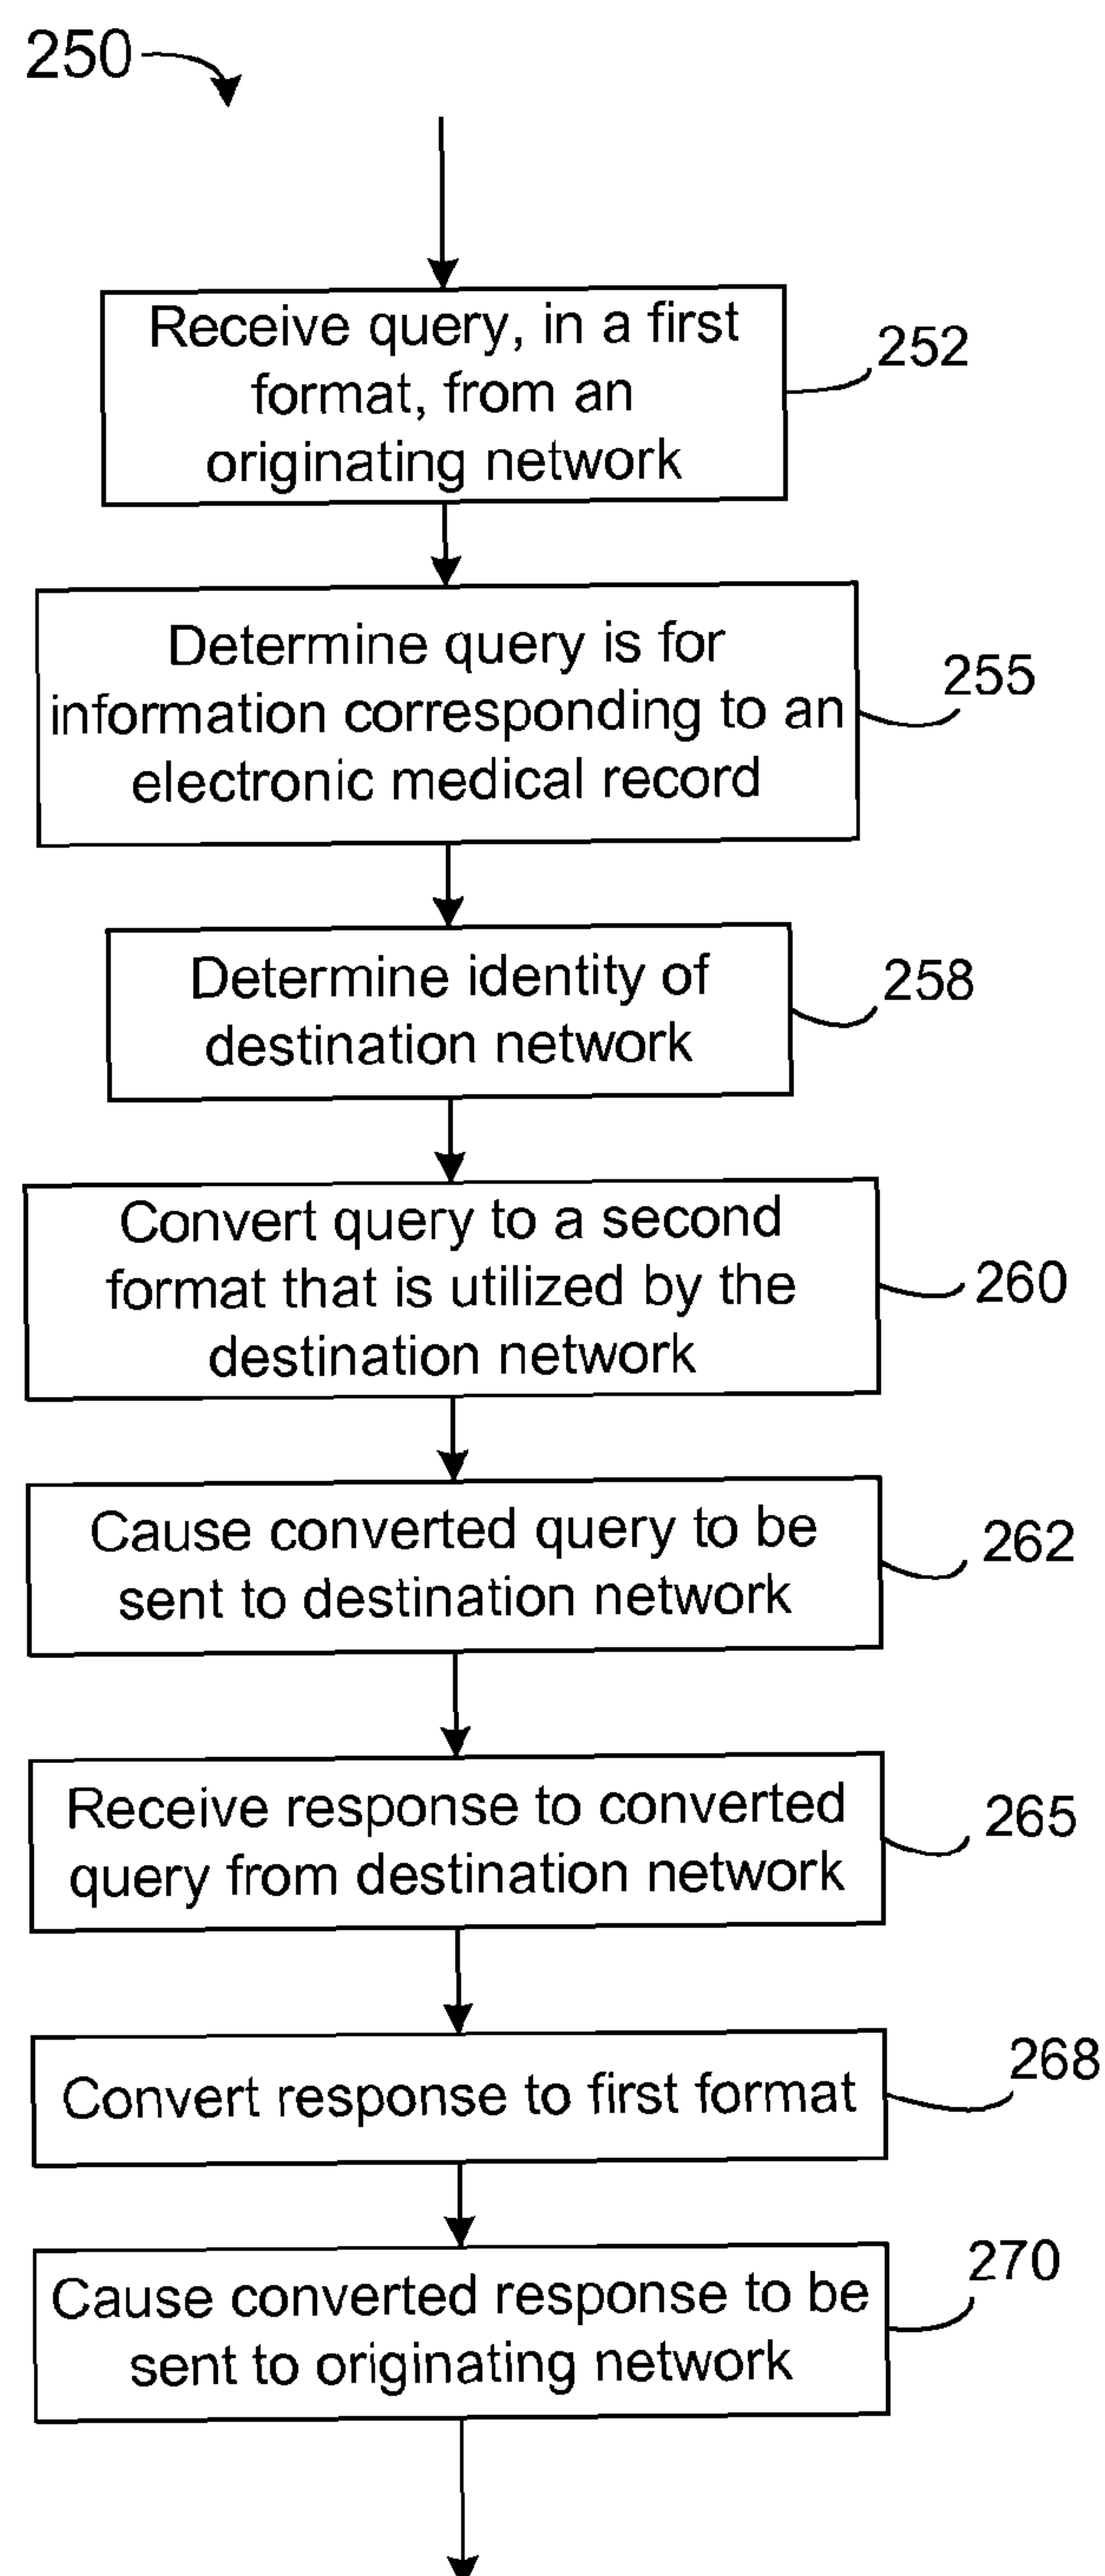 250
Receive query, in a first
format, from an
originating network
252
Determine query is for
information corresponding to an
electronic medical record
255
Determine identity of
destination network
258
Convert query to a second
format that is utilized by the
destination network
260
Cause converted query to be
sent to destination network
262
Receive response to converted
query from destination network
265
Convert response to first format
268
Cause converted response to be
sent to originating network
270